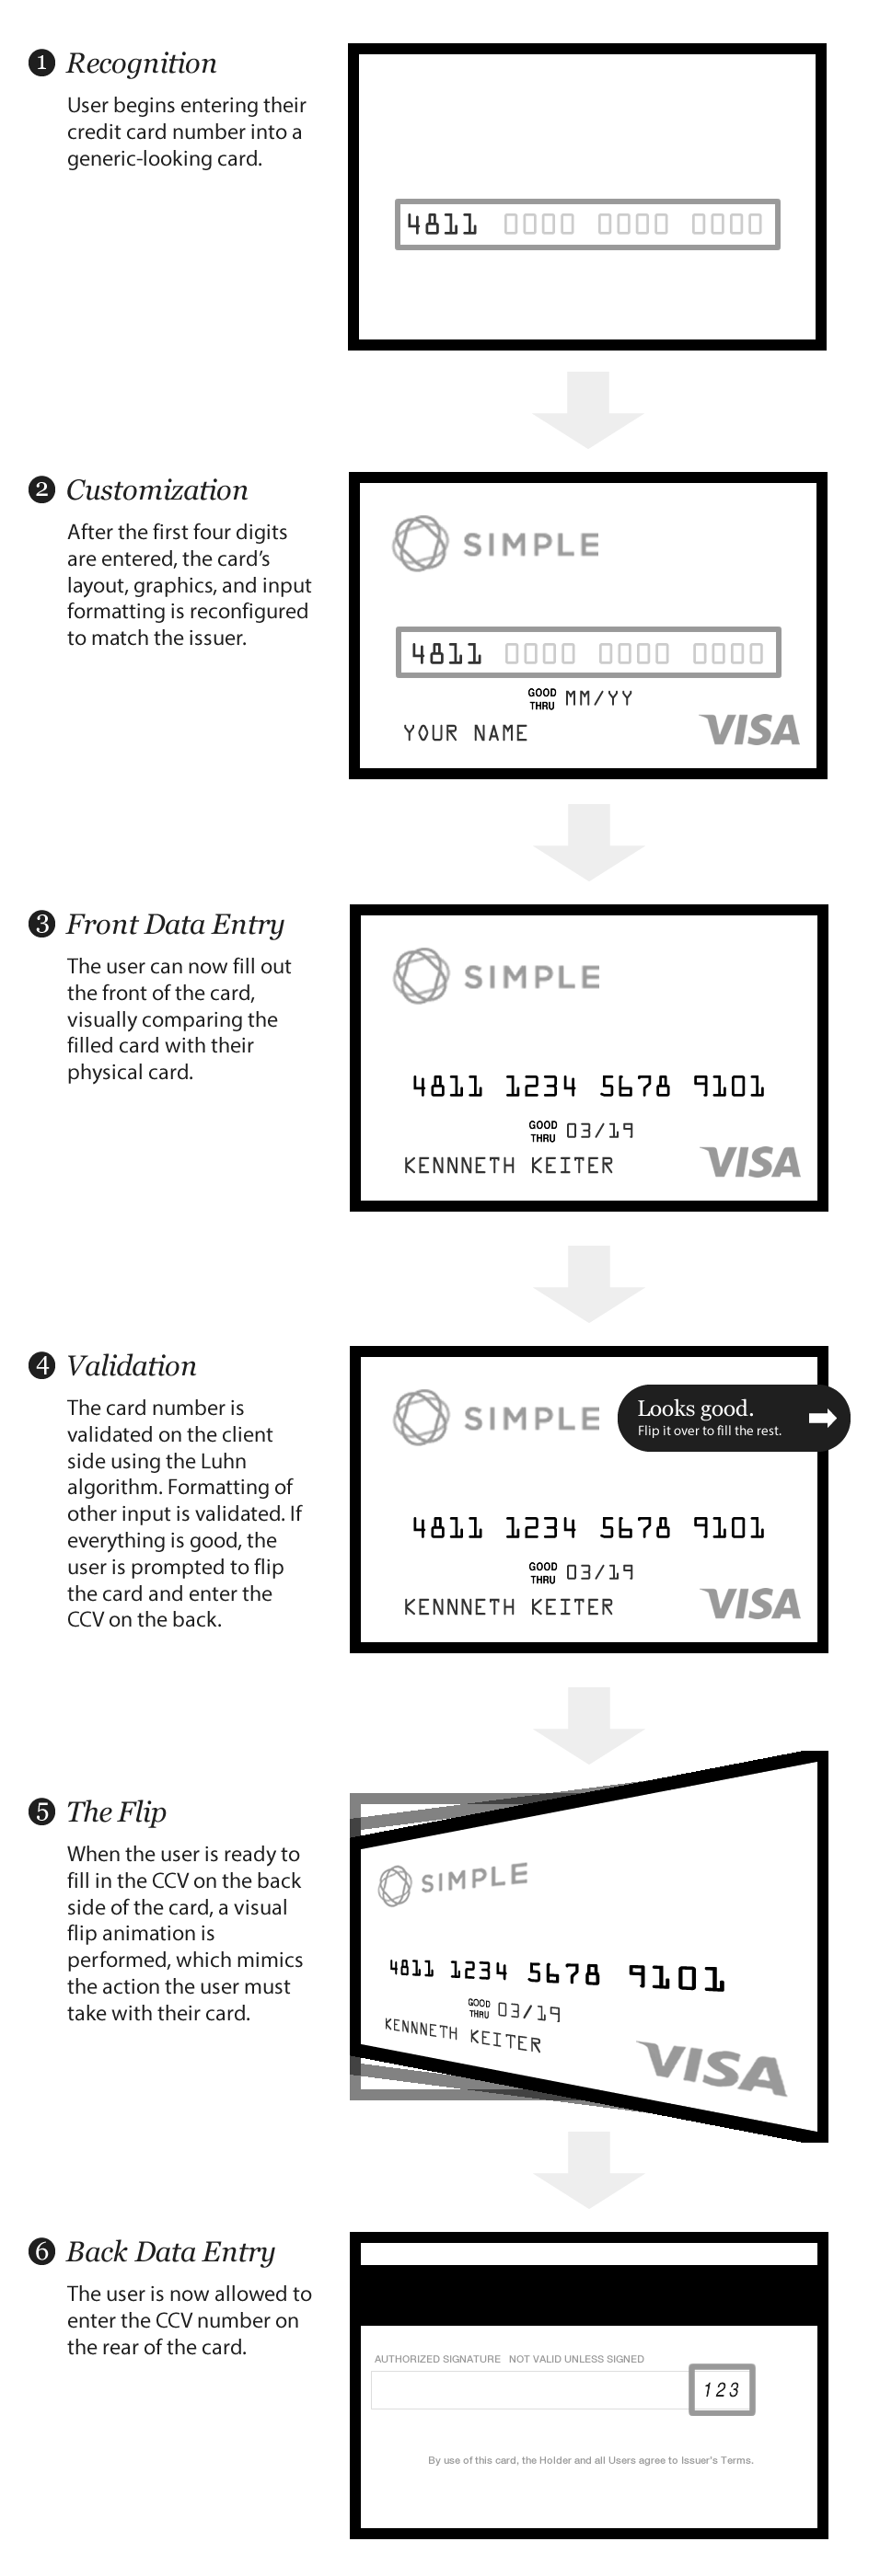 1 Recognition
User begins entering their
credit card number into a
generic-looking card.
4811 0000 0000 0000
2 Customization
After the first four digits
are entered, the card's
layout, graphics, and input
formatting is reconfigured
to match the issuer.
SIMPLE
4811 0000 0000 0000
GOOD THRU MM/YY
YOUR NAME
VISA
3 Front Data Entry
The user can now fill out
the front of the card,
visually comparing the
filled card with their
physical card.
SIMPLE
4811 1234 5678 9101
GOOD THRU 03/19
KENNNETH KEITER
VISA
4 Validation
The card number is
validated on the client
side using the Luhn
algorithm. Formatting of
other input is validated. If
everything is good, the
user is prompted to flip
the card and enter the
CCV on the back.
SIMPLE
Looks good.
Flip it over to fill the rest.
4811 1234 5678 9101
GOOD THRU 03/19
KENNNETH KEITER
VISA
5 The Flip
When the user is ready to
fill in the CCV on the back
side of the card, a visual
flip animation is
performed, which mimics
the action the user must
take with their card.
SIMPLE
4811 1234 5678 9101
GOOD THRU 03/19
KENNNETH KEITER
VISA
6 Back Data Entry
The user is now allowed to
enter the CCV number on
the rear of the card.
AUTHORIZED SIGNATURE NOT VALID UNLESS SIGNED
123
By use of this card, the Holder and all Users agree to Issuer's Terms.